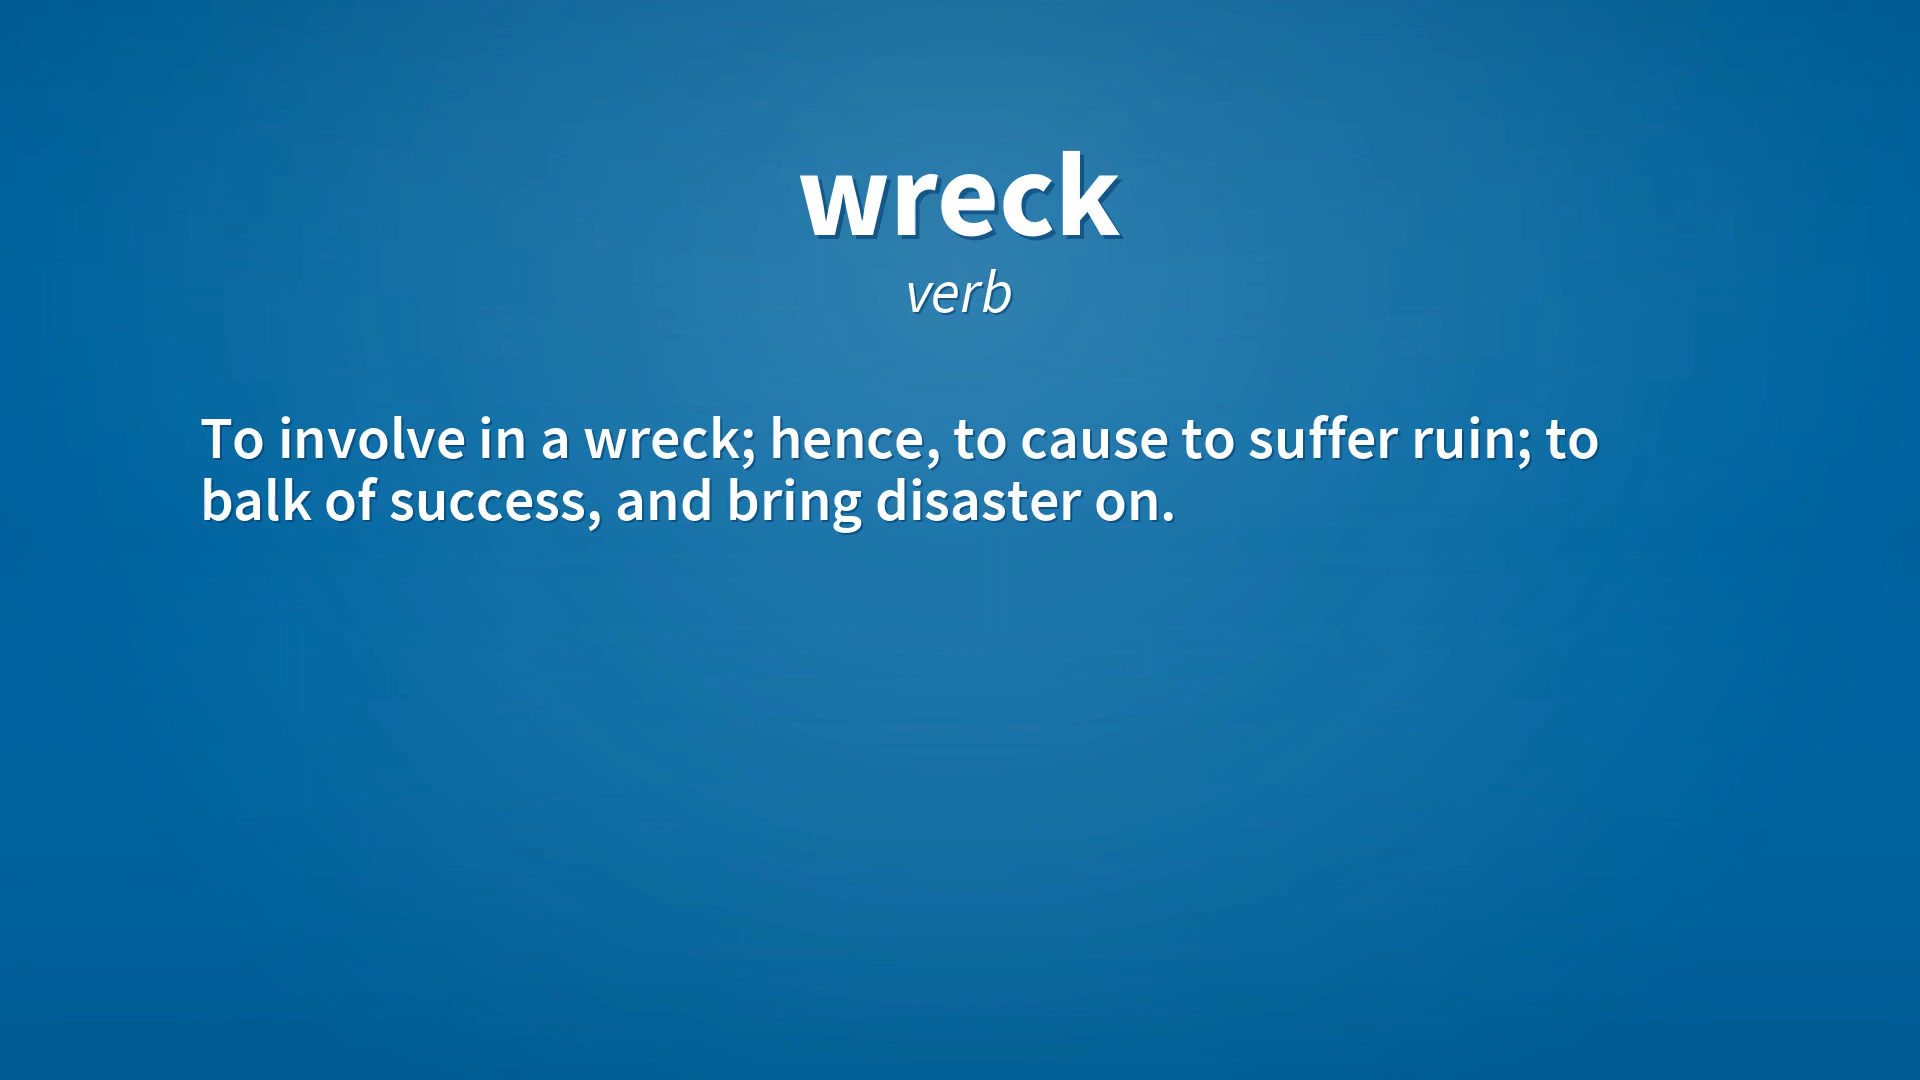 wreck
verb
To involve in a wreck; hence, to cause to suffer ruin; to
balk of success, and bring disaster on.